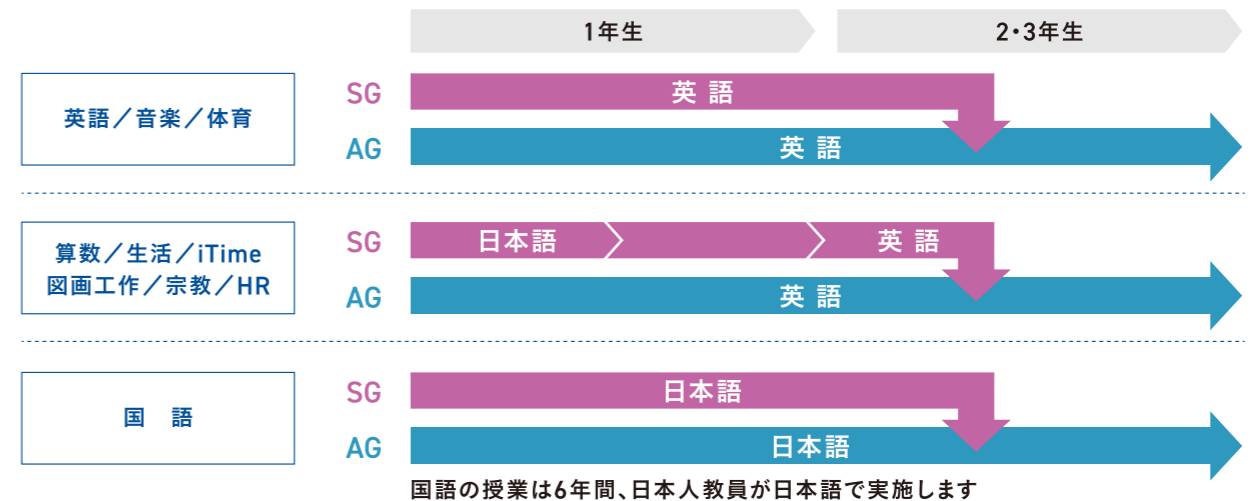 1年生 2・3年生
英語／音楽／体育
SG 英語
AG 英語
算数／生活／iTime
図画工作／宗教／HR
SG 日本語 英語
AG 英語
国語
SG 日本語
AG 日本語
国語の授業は6年間、日本人教員が日本語で実施します